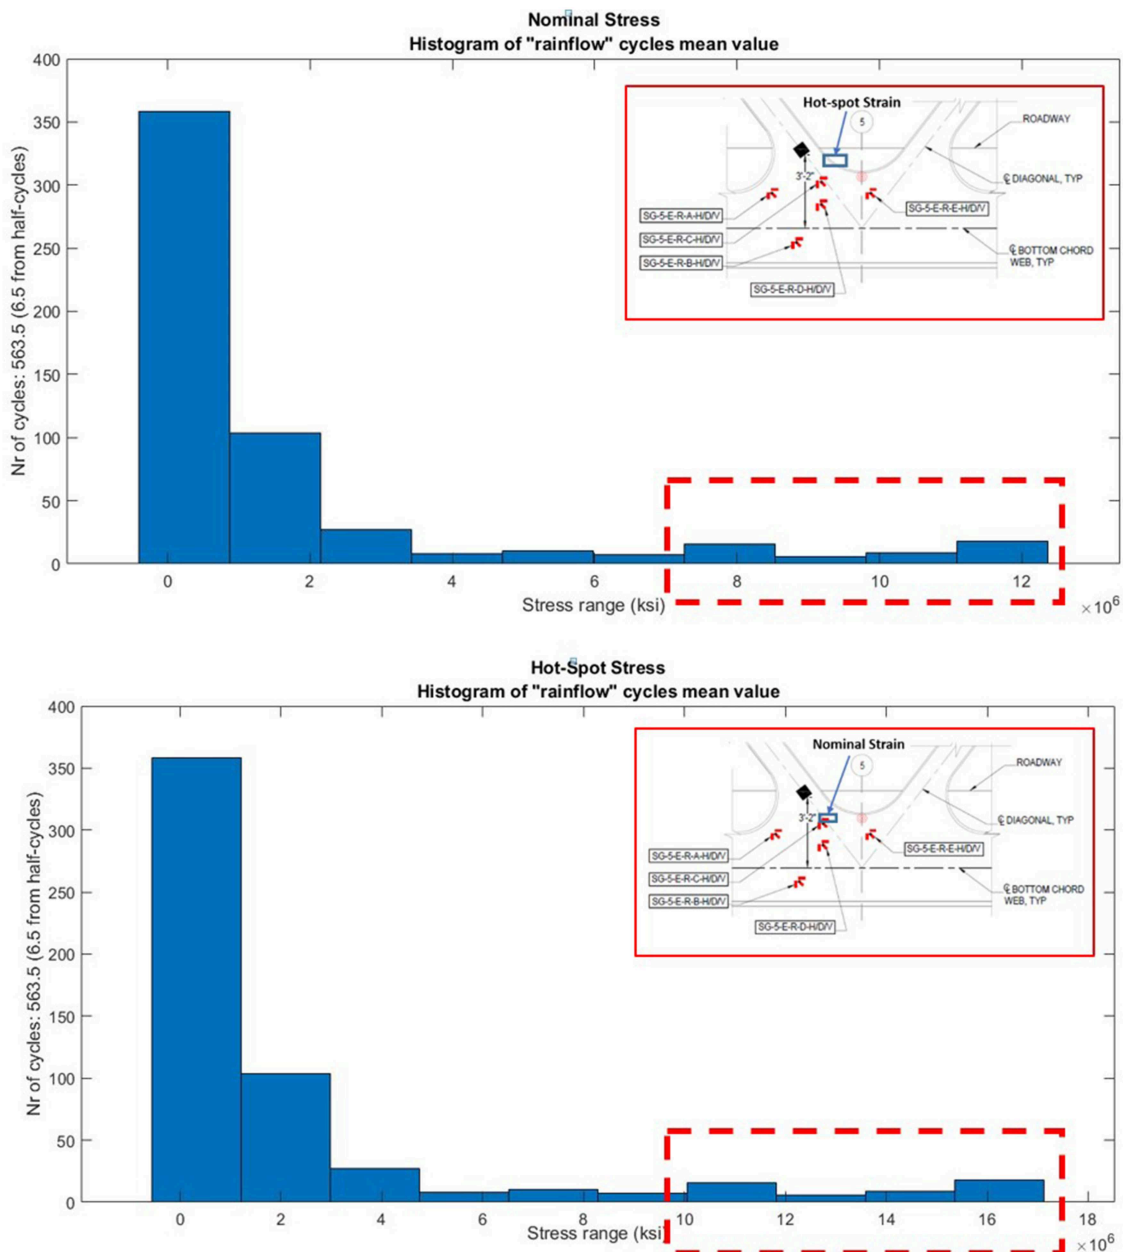 Nominal Stress
Histogram of "rainflow" cycles mean value
Nr of cycles: 563.5 (6.5 from half-cycles)
400
350
300
250
200
150
100
50
0
0 2 4 6 8 10 12
×10⁶
Stress range (ksi)
Hot-spot Strain
5
ROADWAY
3'-2"
℄ DIAGONAL, TYP
SG-5-E-R-A-H/D/V
SG-5-E-R-E-H/D/V
SG-5-E-R-C-H/D/V
℄ BOTTOM CHORD
WEB, TYP
SG-5-E-R-B-H/D/V
SG-5-E-R-D-H/D/V
Hot-Spot Stress
Histogram of "rainflow" cycles mean value
Nr of cycles: 563.5 (6.5 from half-cycles)
400
350
300
250
200
150
100
50
0
0 2 4 6 8 10 12 14 16 18
×10⁶
Stress range (ksi)
Nominal Strain
5
ROADWAY
3'-2"
℄ DIAGONAL, TYP
SG-5-E-R-A-H/D/V
SG-5-E-R-E-H/D/V
SG-5-E-R-C-H/D/V
℄ BOTTOM CHORD
WEB, TYP
SG-5-E-R-B-H/D/V
SG-5-E-R-D-H/D/V